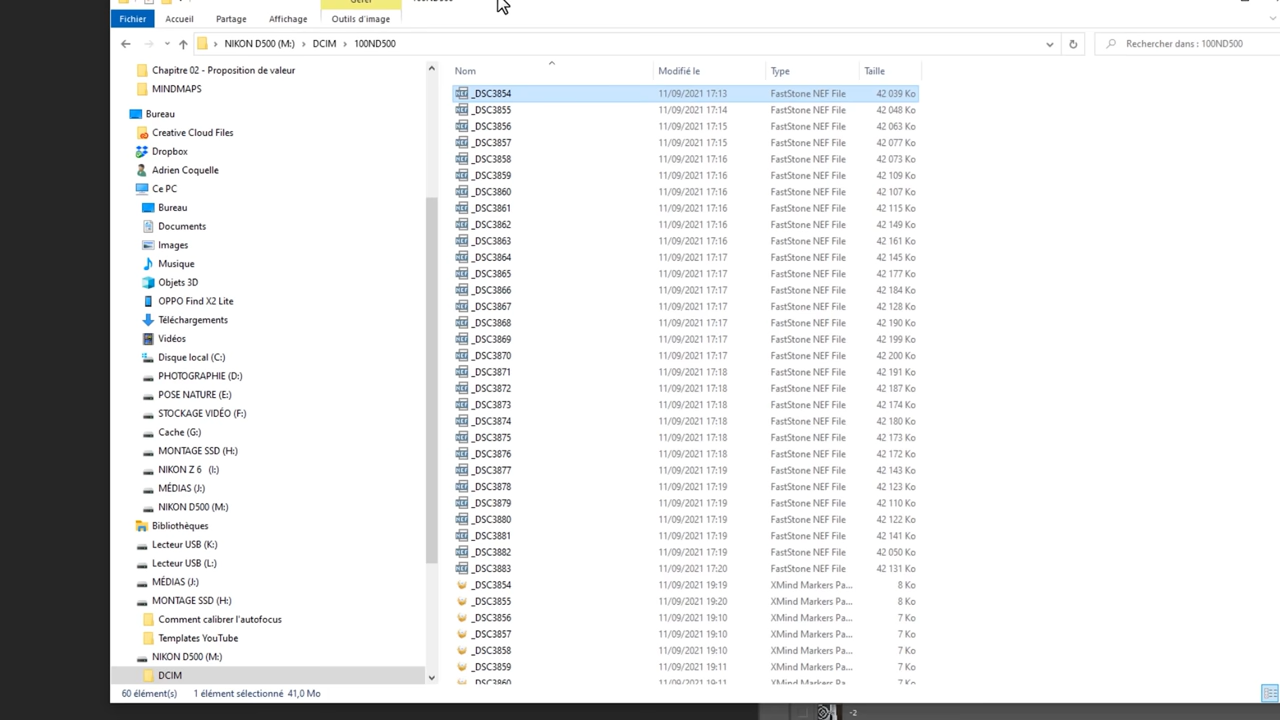 Fichier Accueil Partage Affichage Outils d'image
NIKON D500 (M:) › DCIM › 100ND500 Rechercher dans : 100ND500
Chapitre 02 - Proposition de valeur
MINDMAPS
Bureau
Creative Cloud Files
Dropbox
Adrien Coquelle
Ce PC
Bureau
Documents
Images
Musique
Objets 3D
OPPO Find X2 Lite
Téléchargements
Vidéos
Disque local (C:)
PHOTOGRAPHIE (D:)
POSE NATURE (E:)
STOCKAGE VIDÉO (F:)
Cache (G:)
MONTAGE SSD (H:)
NIKON Z 6 (I:)
MÉDIAS (J:)
NIKON D500 (M:)
Bibliothèques
Lecteur USB (K:)
Lecteur USB (L:)
MÉDIAS (J:)
MONTAGE SSD (H:)
Comment calibrer l'autofocus
Templates YouTube
NIKON D500 (M:)
DCIM
Nom Modifié le Type Taille
_DSC3854 11/09/2021 17:13 FastStone NEF File 42 039 Ko
_DSC3855 11/09/2021 17:14 FastStone NEF File 42 048 Ko
_DSC3856 11/09/2021 17:15 FastStone NEF File 42 063 Ko
_DSC3857 11/09/2021 17:15 FastStone NEF File 42 077 Ko
_DSC3858 11/09/2021 17:16 FastStone NEF File 42 073 Ko
_DSC3859 11/09/2021 17:16 FastStone NEF File 42 109 Ko
_DSC3860 11/09/2021 17:16 FastStone NEF File 42 107 Ko
_DSC3861 11/09/2021 17:16 FastStone NEF File 42 115 Ko
_DSC3862 11/09/2021 17:16 FastStone NEF File 42 149 Ko
_DSC3863 11/09/2021 17:16 FastStone NEF File 42 161 Ko
_DSC3864 11/09/2021 17:17 FastStone NEF File 42 145 Ko
_DSC3865 11/09/2021 17:17 FastStone NEF File 42 177 Ko
_DSC3866 11/09/2021 17:17 FastStone NEF File 42 184 Ko
_DSC3867 11/09/2021 17:17 FastStone NEF File 42 128 Ko
_DSC3868 11/09/2021 17:17 FastStone NEF File 42 190 Ko
_DSC3869 11/09/2021 17:17 FastStone NEF File 42 199 Ko
_DSC3870 11/09/2021 17:17 FastStone NEF File 42 200 Ko
_DSC3871 11/09/2021 17:18 FastStone NEF File 42 191 Ko
_DSC3872 11/09/2021 17:18 FastStone NEF File 42 187 Ko
_DSC3873 11/09/2021 17:18 FastStone NEF File 42 174 Ko
_DSC3874 11/09/2021 17:18 FastStone NEF File 42 180 Ko
_DSC3875 11/09/2021 17:18 FastStone NEF File 42 173 Ko
_DSC3876 11/09/2021 17:18 FastStone NEF File 42 172 Ko
_DSC3877 11/09/2021 17:19 FastStone NEF File 42 143 Ko
_DSC3878 11/09/2021 17:19 FastStone NEF File 42 123 Ko
_DSC3879 11/09/2021 17:19 FastStone NEF File 42 110 Ko
_DSC3880 11/09/2021 17:19 FastStone NEF File 42 122 Ko
_DSC3881 11/09/2021 17:19 FastStone NEF File 42 141 Ko
_DSC3882 11/09/2021 17:19 FastStone NEF File 42 050 Ko
_DSC3883 11/09/2021 17:20 FastStone NEF File 42 131 Ko
_DSC3854 11/09/2021 19:19 XMind Markers Pa... 8 Ko
_DSC3855 11/09/2021 19:20 XMind Markers Pa... 8 Ko
_DSC3856 11/09/2021 19:10 XMind Markers Pa... 7 Ko
_DSC3857 11/09/2021 19:10 XMind Markers Pa... 7 Ko
_DSC3858 11/09/2021 19:10 XMind Markers Pa... 7 Ko
_DSC3859 11/09/2021 19:11 XMind Markers Pa... 7 Ko
_DSC3860 11/09/2021 19:11 XMind Markers Pa... 7 Ko
60 élément(s) 1 élément sélectionné 41,0 Mo
-2